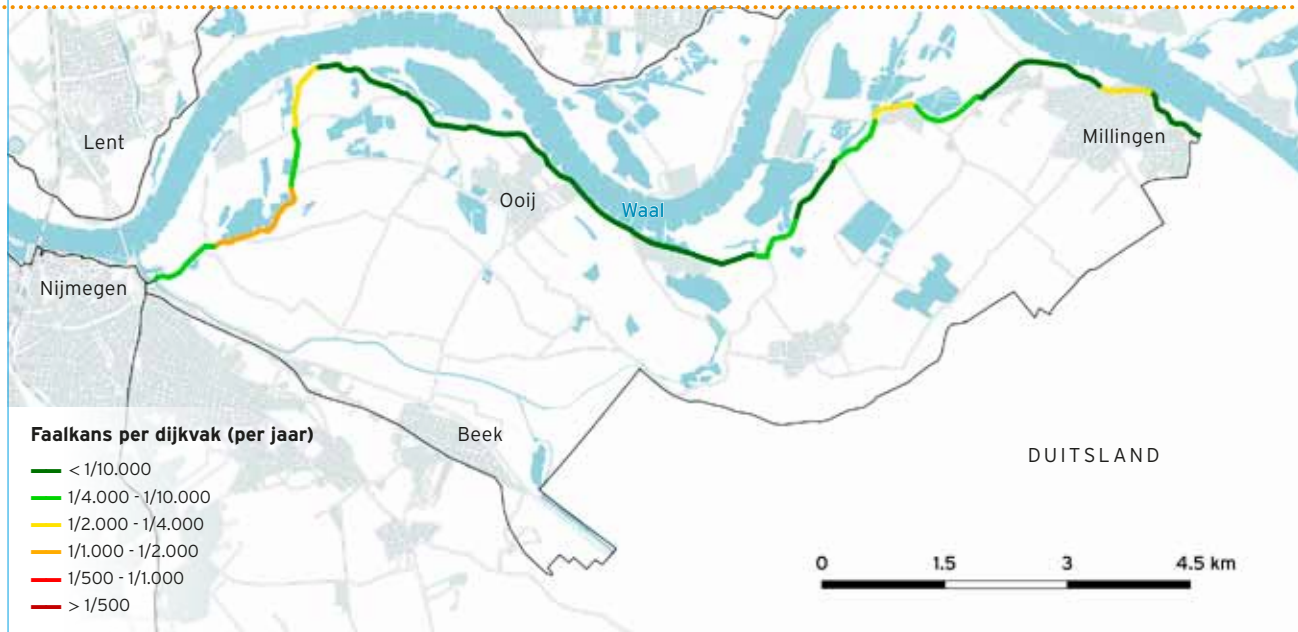 Lent
Millingen
Ooij
Waal
Nijmegen
Beek
DUITSLAND
Faalkans per dijkvak (per jaar)
< 1/10.000
1/4.000 - 1/10.000
1/2.000 - 1/4.000
1/1.000 - 1/2.000
1/500 - 1/1.000
> 1/500
0 1.5 3 4.5 km